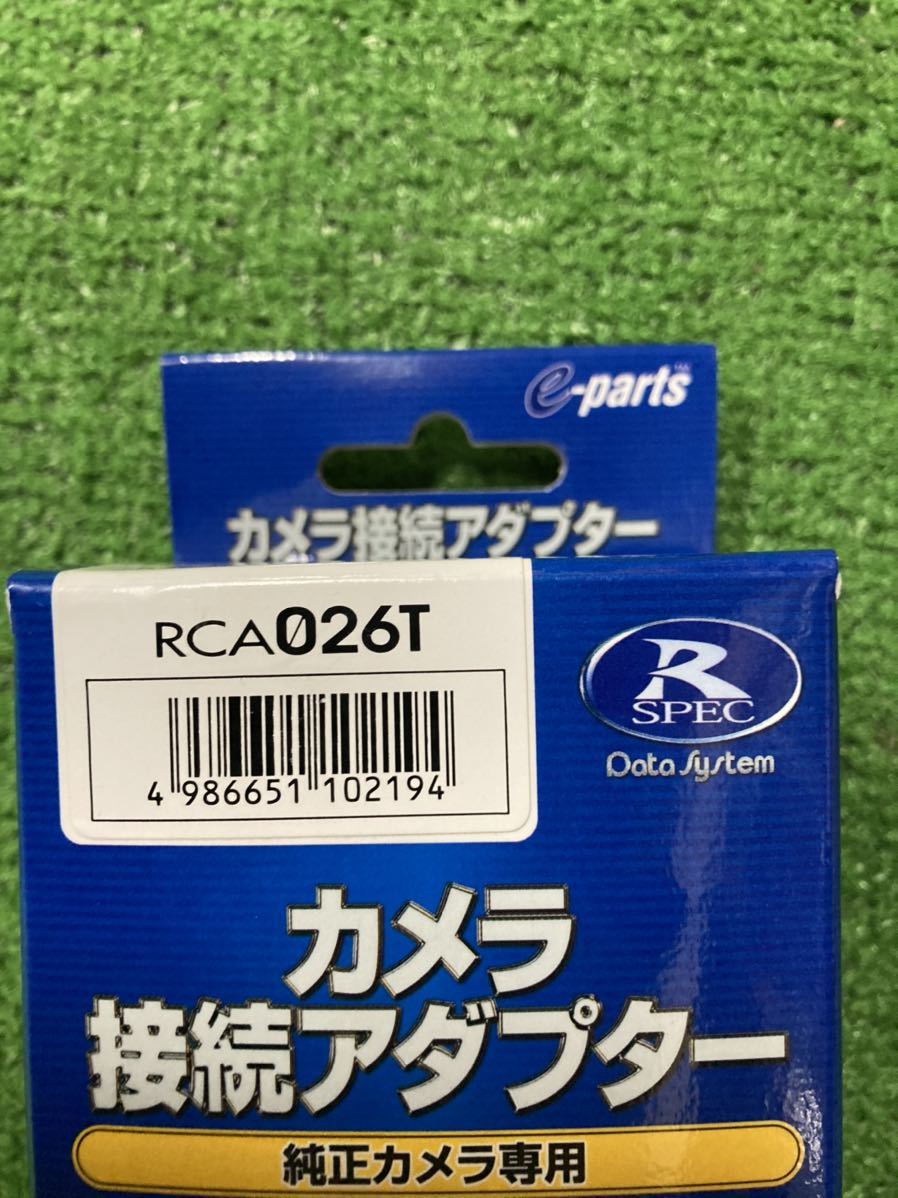 e-parts
カメラ接続アダプター
RCA026T
4 986651 102194
R
SPEC
Data System
カメラ
接続アダプター
純正カメラ専用